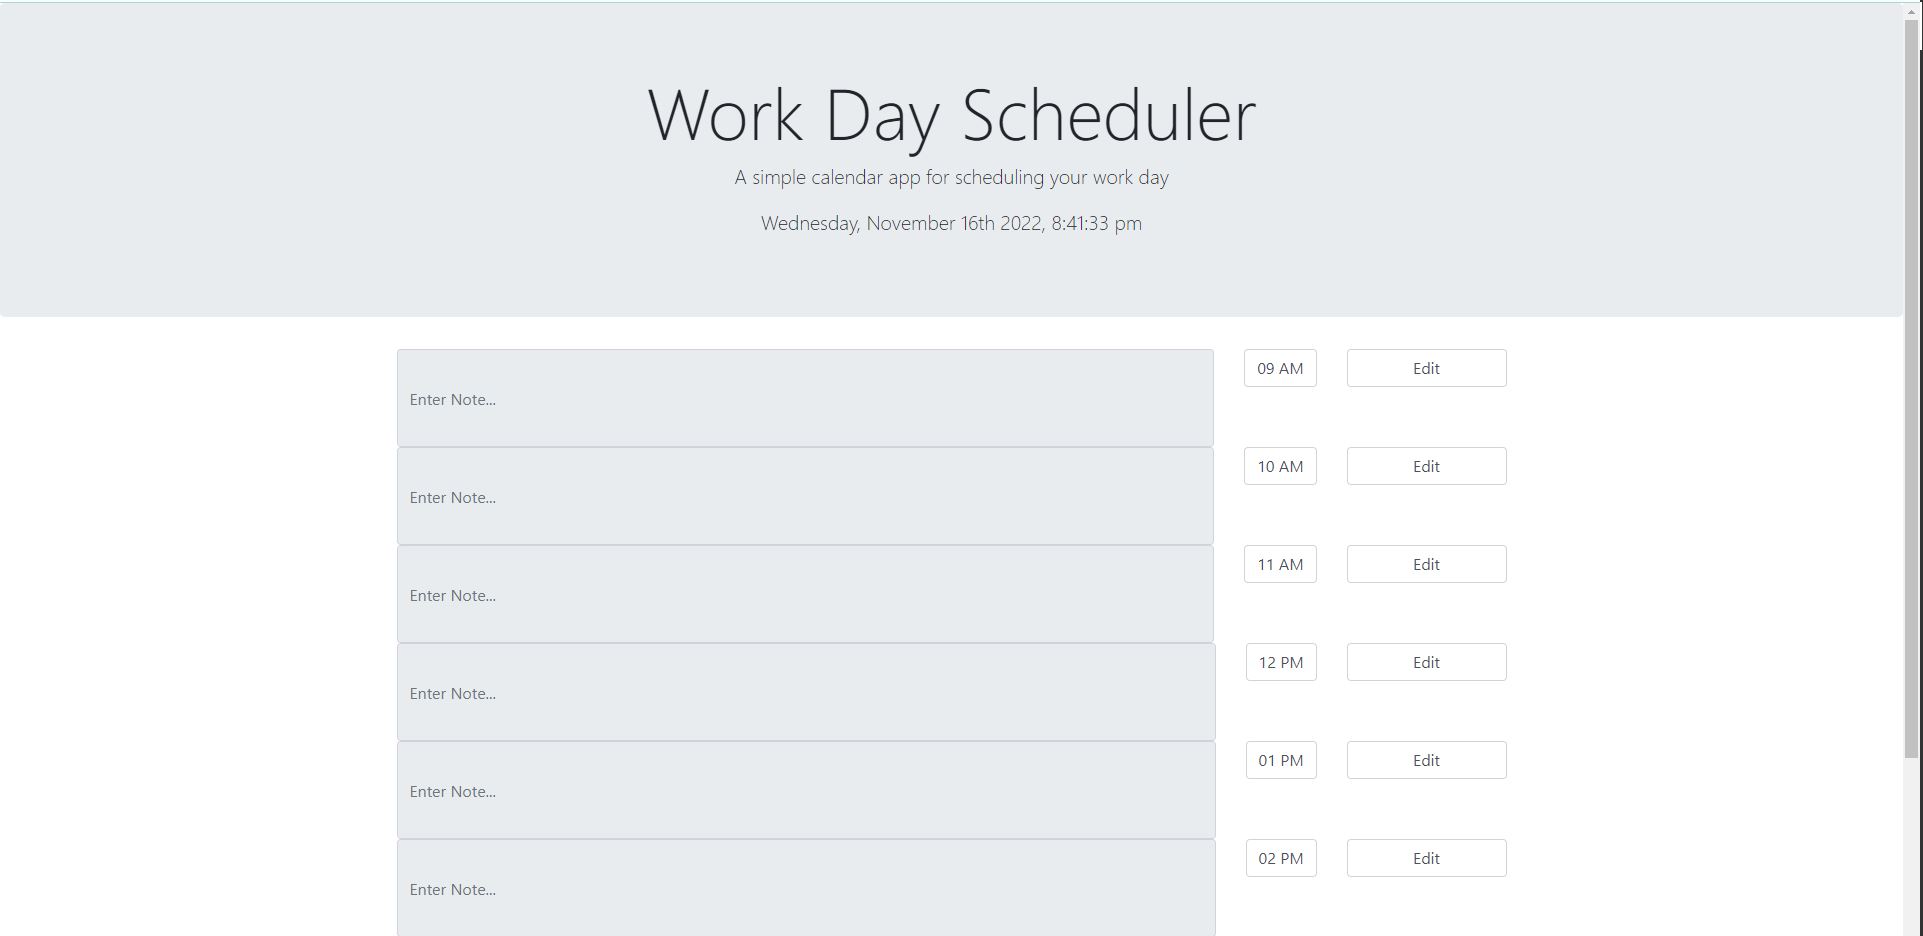 Work Day Scheduler
A simple calendar app for scheduling your work day
Wednesday, November 16th 2022, 8:41:33 pm
Enter Note... 09 AM Edit
Enter Note... 10 AM Edit
Enter Note... 11 AM Edit
Enter Note... 12 PM Edit
Enter Note... 01 PM Edit
Enter Note... 02 PM Edit